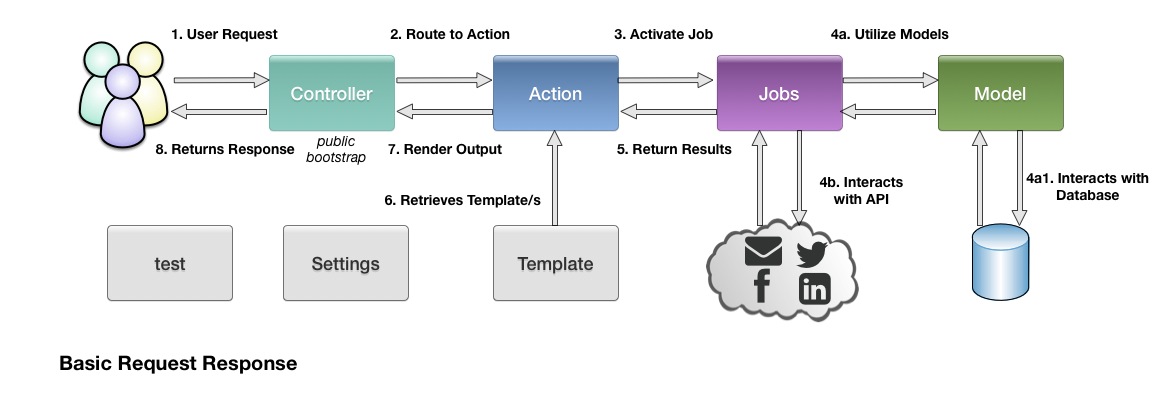 1. User Request
2. Route to Action
3. Activate Job
4a. Utilize Models
Controller
Action
Jobs
Model
8. Returns Response
public
bootstrap
7. Render Output
5. Return Results
6. Retrieves Template/s
4b. Interacts
with API
4a1. Interacts with
Database
test
Settings
Template
f
in
Basic Request Response